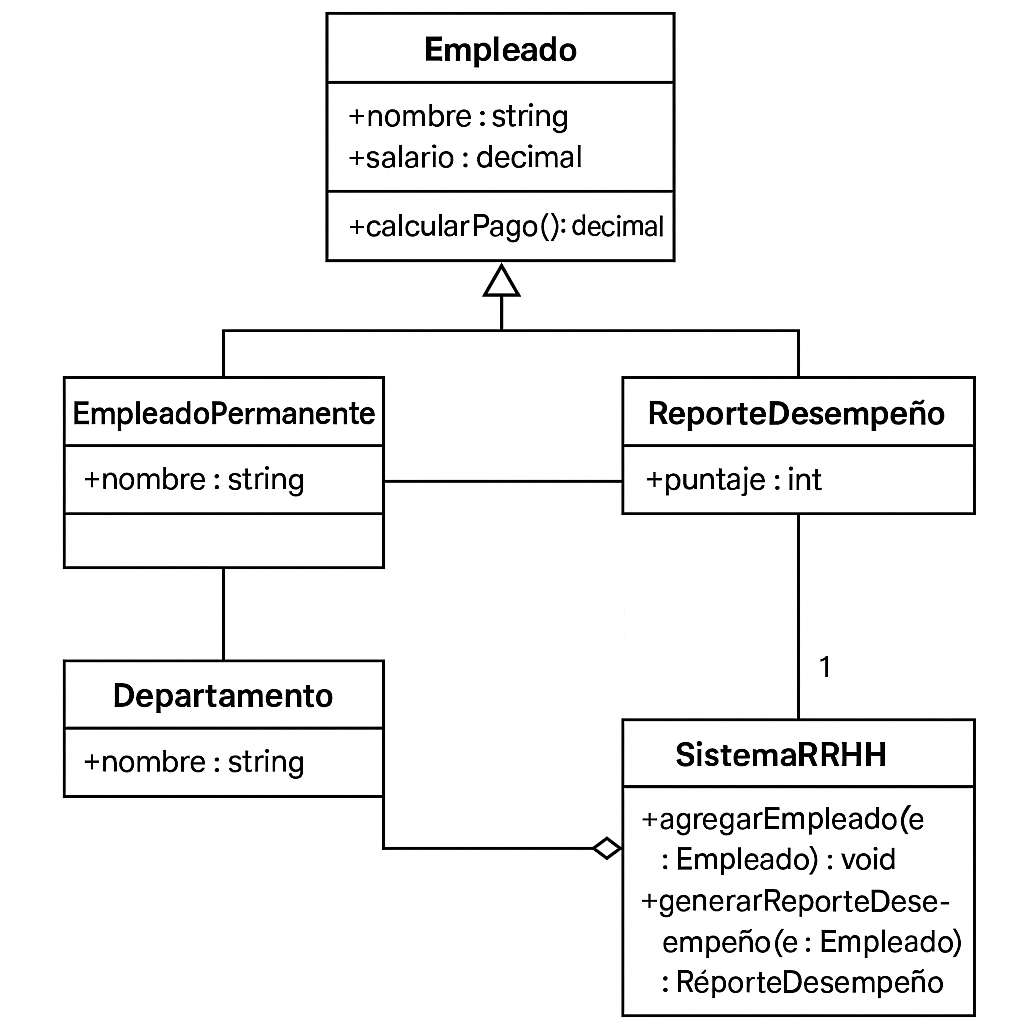 Empleado
+nombre : string
+salario : decimal
+calcularPago(): decimal
EmpleadoPermanente
+nombre : string
ReporteDesempeño
+puntaje : int
Departamento
+nombre : string
1
SistemaRRHH
+agregarEmpleado(e
: Empleado) : void
+generarReporteDese-
empeño(e : Empleado)
: RéporteDesempeño